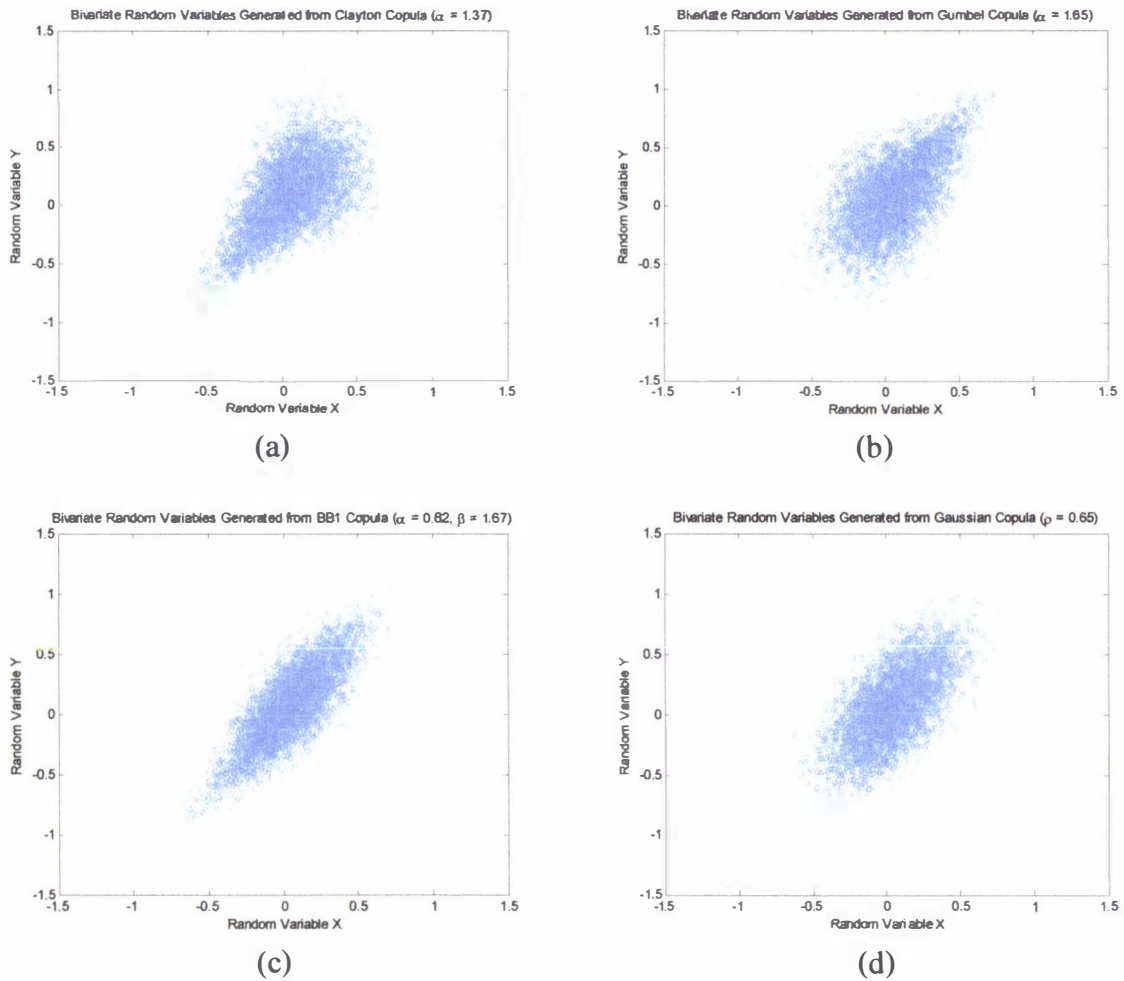 Bivariate Random Variables Generated from Clayton Copula (α = 1.37)
1.5
1
0.5
0
-0.5
-1
-1.5
Random Variable Y
-1.5 -1 -0.5 0 0.5 1 1.5
Random Variable X
(a)
Bivariate Random Variables Generated from Gumbel Copula (α = 1.65)
1.5
1
0.5
0
-0.5
-1
-1.5
Random Variable Y
-1.5 -1 -0.5 0 0.5 1 1.5
Random Variable X
(b)
Bivariate Random Variables Generated from BB1 Copula (α = 0.62, β = 1.67)
1.5
1
0.5
0
-0.5
-1
-1.5
Random Variable Y
-1.5 -1 -0.5 0 0.5 1 1.5
Random Variable X
(c)
Bivariate Random Variables Generated from Gaussian Copula (ρ = 0.65)
1.5
1
0.5
0
-0.5
-1
-1.5
Random Variable Y
-1.5 -1 -0.5 0 0.5 1 1.5
Random Variable X
(d)